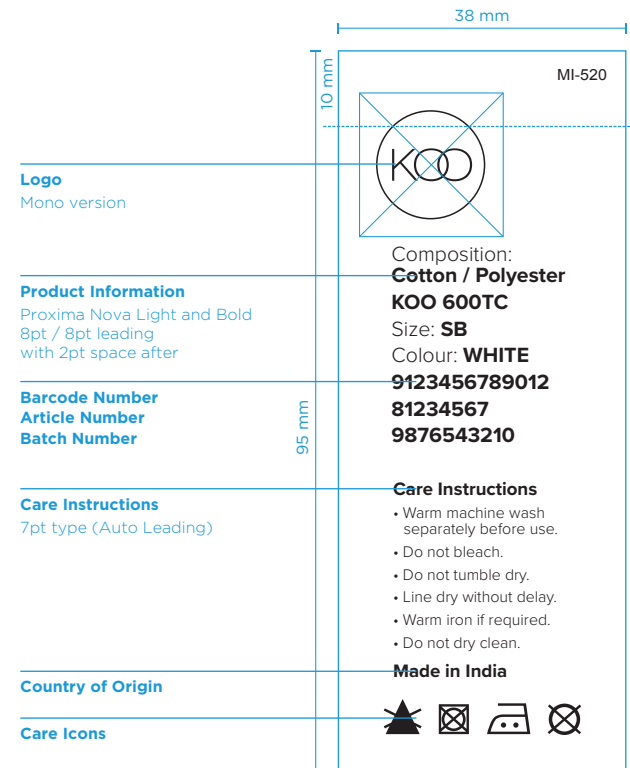 38 mm
10 mm
MI-520
KOO
Logo
Mono version
Composition:
Cotton / Polyester
Product Information
Proxima Nova Light and Bold
8pt / 8pt leading
with 2pt space after
KOO 600TC
Size: SB
Colour: WHITE
9123456789012
81234567
9876543210
Barcode Number
Article Number
Batch Number
95 mm
Care Instructions
7pt type (Auto Leading)
Care Instructions
• Warm machine wash
separately before use.
• Do not bleach.
• Do not tumble dry.
• Line dry without delay.
• Warm iron if required.
• Do not dry clean.
Made in India
Country of Origin
Care Icons